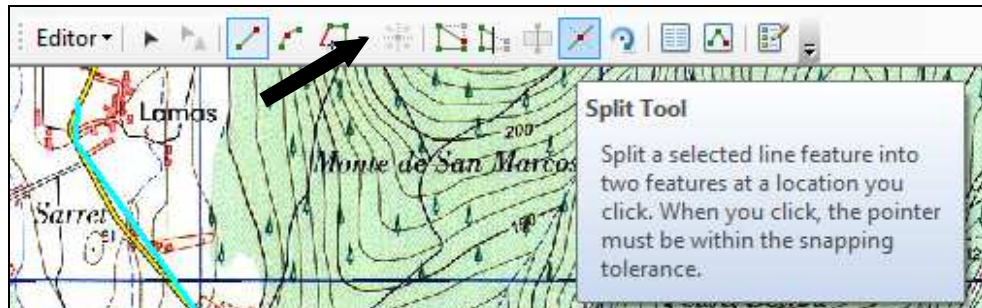 Editor
Lamas
200
Monte de San Marcos
Sarrei
Split Tool
Split a selected line feature into
two features at a location you
click. When you click, the pointer
must be within the snapping
tolerance.